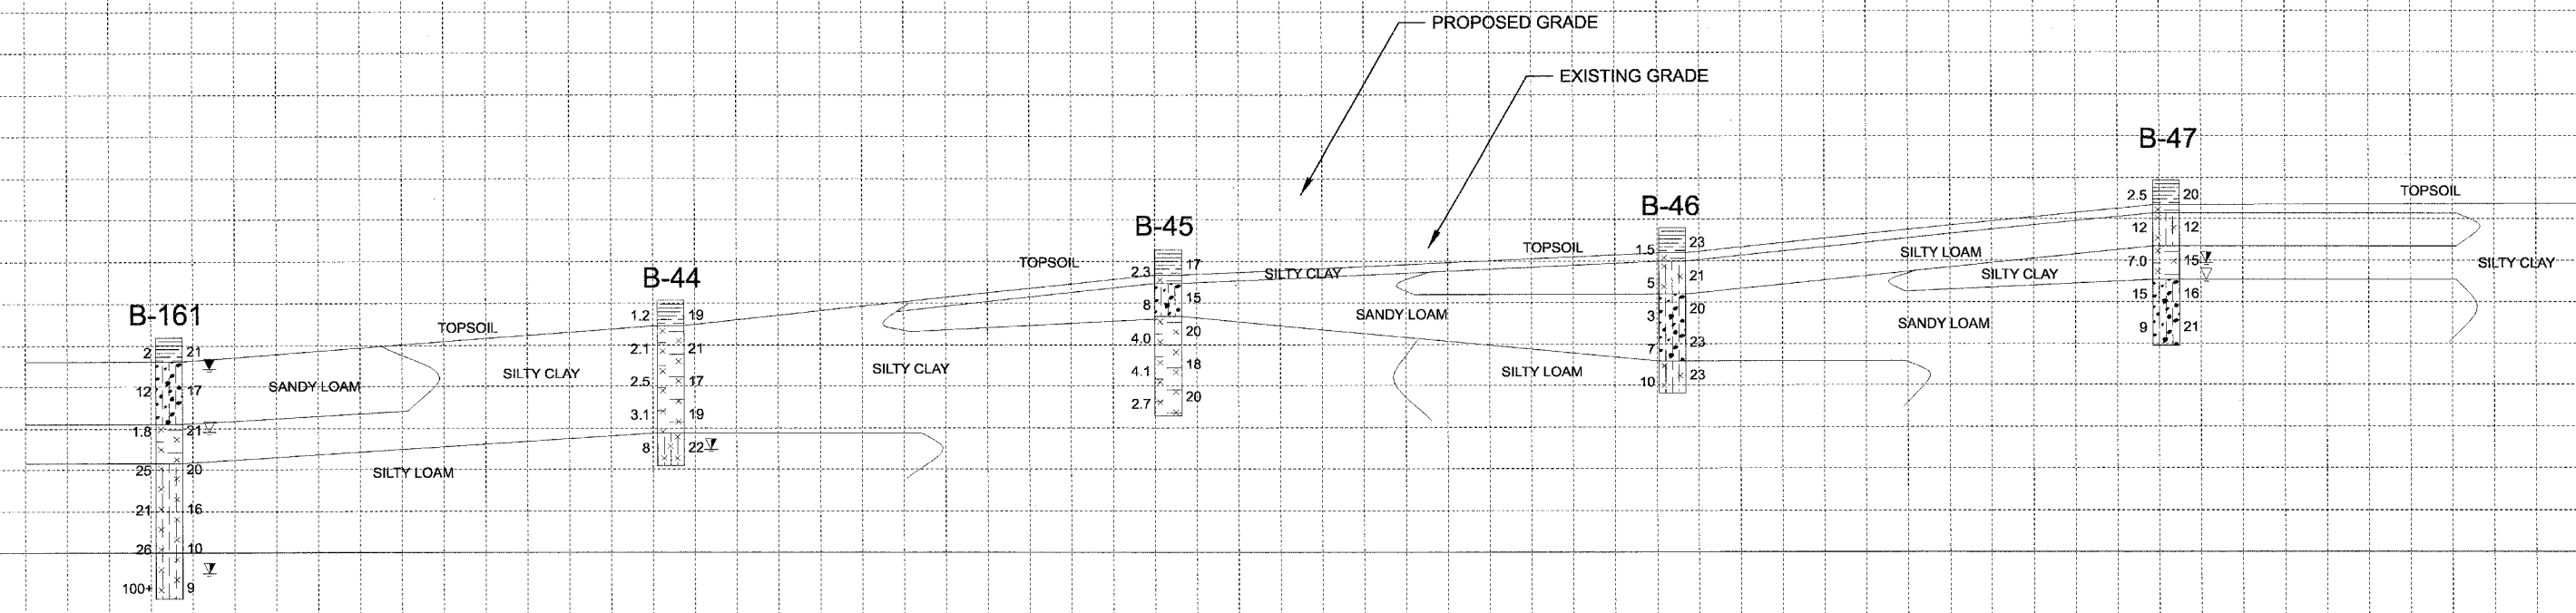 PROPOSED GRADE
EXISTING GRADE
B-47
2.5 20
TOPSOIL
12 12
7.0 15
SILTY CLAY
15 16
9 21
B-46
1.5 23
TOPSOIL
SILTY LOAM
5 21
SILTY CLAY
3 20
SANDY LOAM
7 23
10 23
SILTY LOAM
B-45
2.3 17
TOPSOIL
SILTY CLAY
8 15
SANDY LOAM
4.0 20
4.1 18
SILTY CLAY
2.7 20
B-44
1.2 19
2.1 21
2.5 17
3.1 19
8 22
B-161
2 21
TOPSOIL
12 17
SANDY LOAM
SILTY CLAY
1.8 21
25 20
SILTY LOAM
21 16
26 10
100+ 9